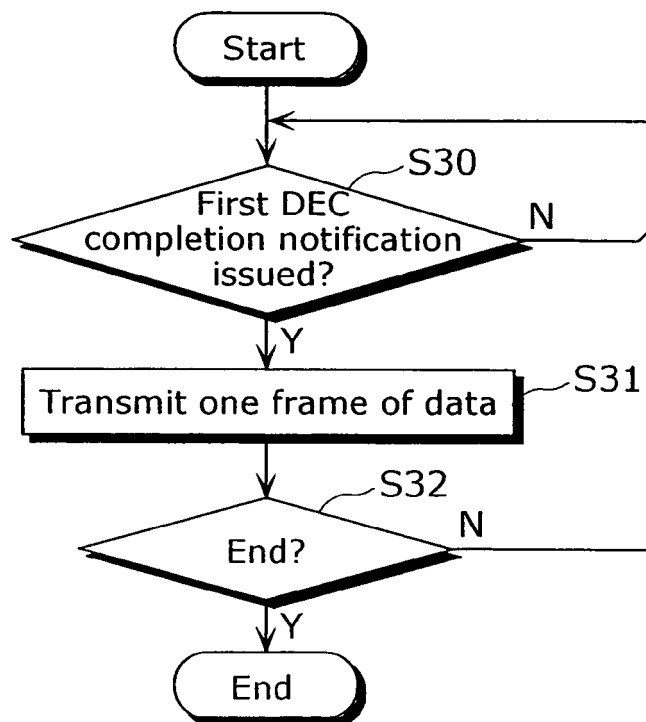 Start
S30
First DEC
completion notification
issued?
N
Y
S31
Transmit one frame of data
S32
End?
N
Y
End